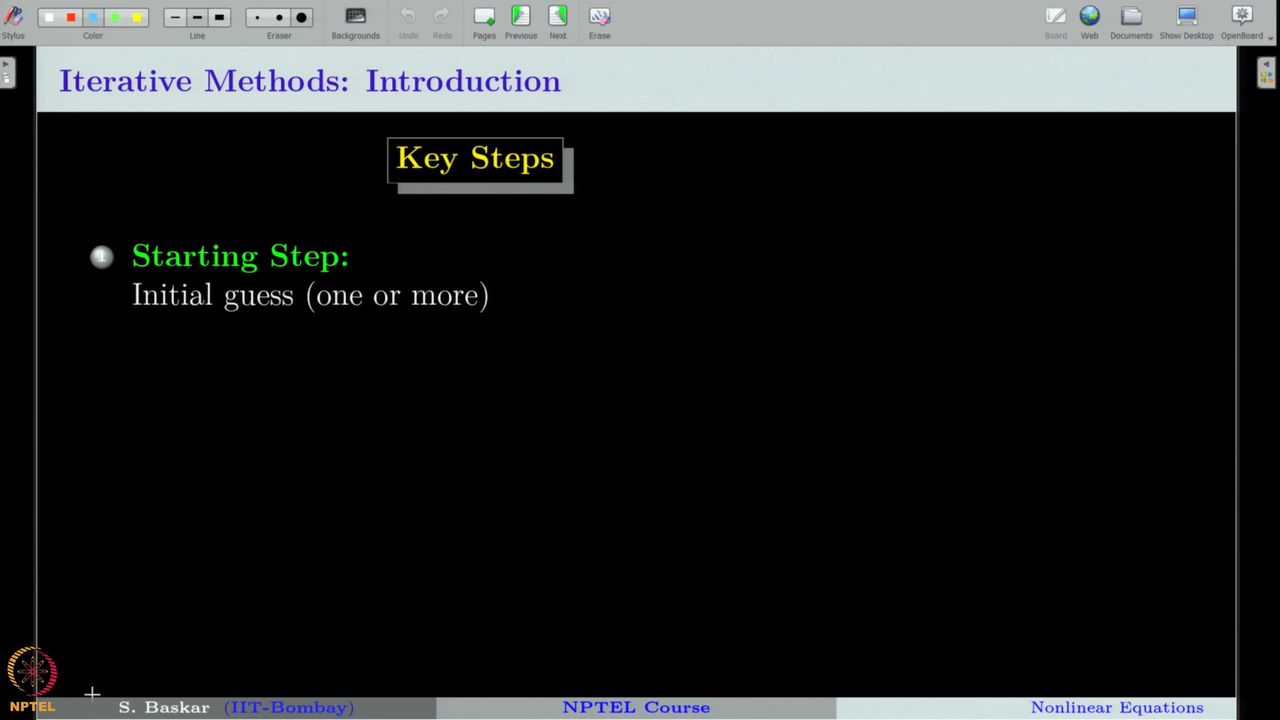 Stylus
Color
Line
Eraser
Backgrounds
Undo
Redo
Pages
Previous
Next
Erase
Board
Web
Documents
Show Desktop
OpenBoard
Iterative Methods: Introduction
Key Steps
1 Starting Step:
Initial guess (one or more)
NPTEL
S. Baskar (IIT-Bombay) NPTEL Course Nonlinear Equations